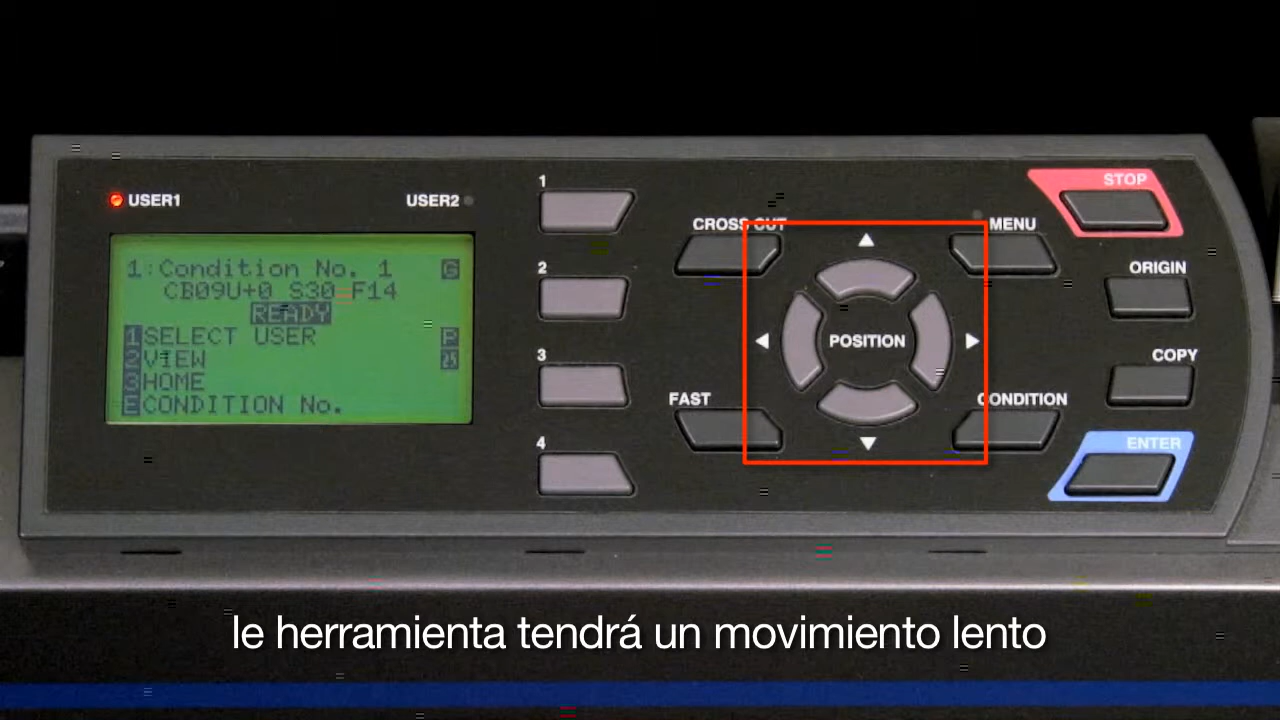 USER1
USER2
1:Condition No. 1 G
CB09U+0 S30 F14
READY
1SELECT USER P
2VIEW
3HOME
ECONDITION No.
1
2
3
4
CROSS CUT
MENU
POSITION
FAST
CONDITION
STOP
ORIGIN
COPY
ENTER
le herramienta tendrá un movimiento lento